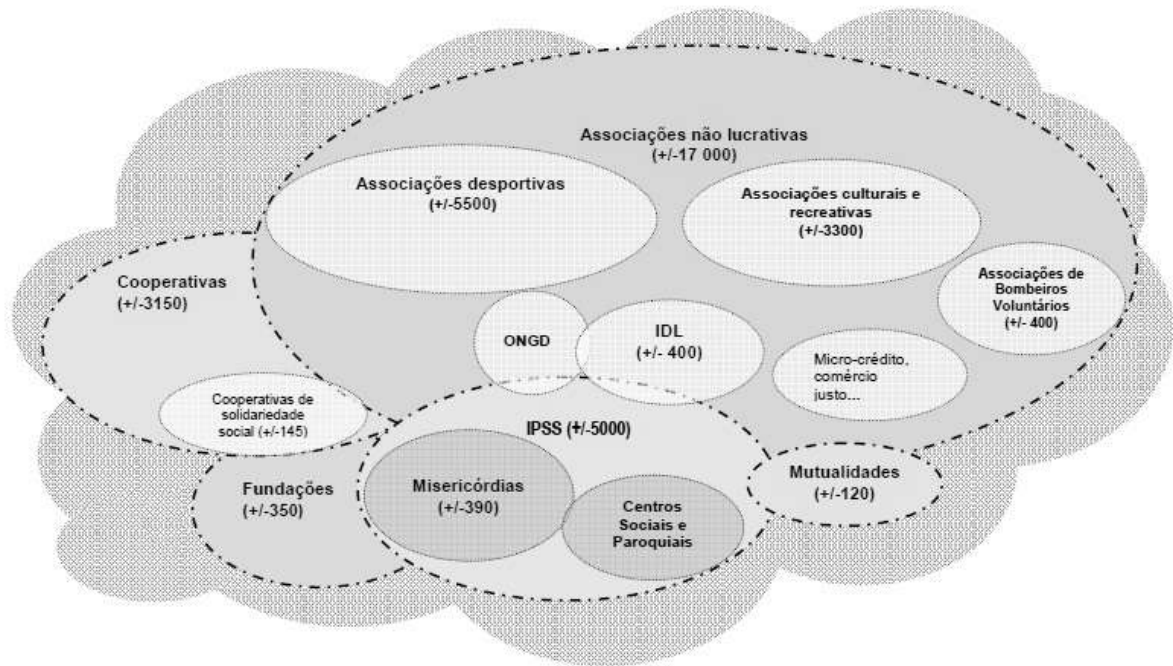 Associações não lucrativas
(+/-17 000)
Associações desportivas
(+/-5500)
Associações culturais e
recreativas
(+/-3300)
Cooperativas
(+/-3150)
Associações de
Bombeiros
Voluntários
(+/- 400)
ONGD
IDL
(+/- 400)
Micro-crédito,
comércio
justo...
Cooperativas de
solidariedade
social (+/-145)
IPSS (+/-5000)
Fundações
(+/-350)
Misericórdias
(+/-390)
Centros
Sociais e
Paroquiais
Mutualidades
(+/-120)